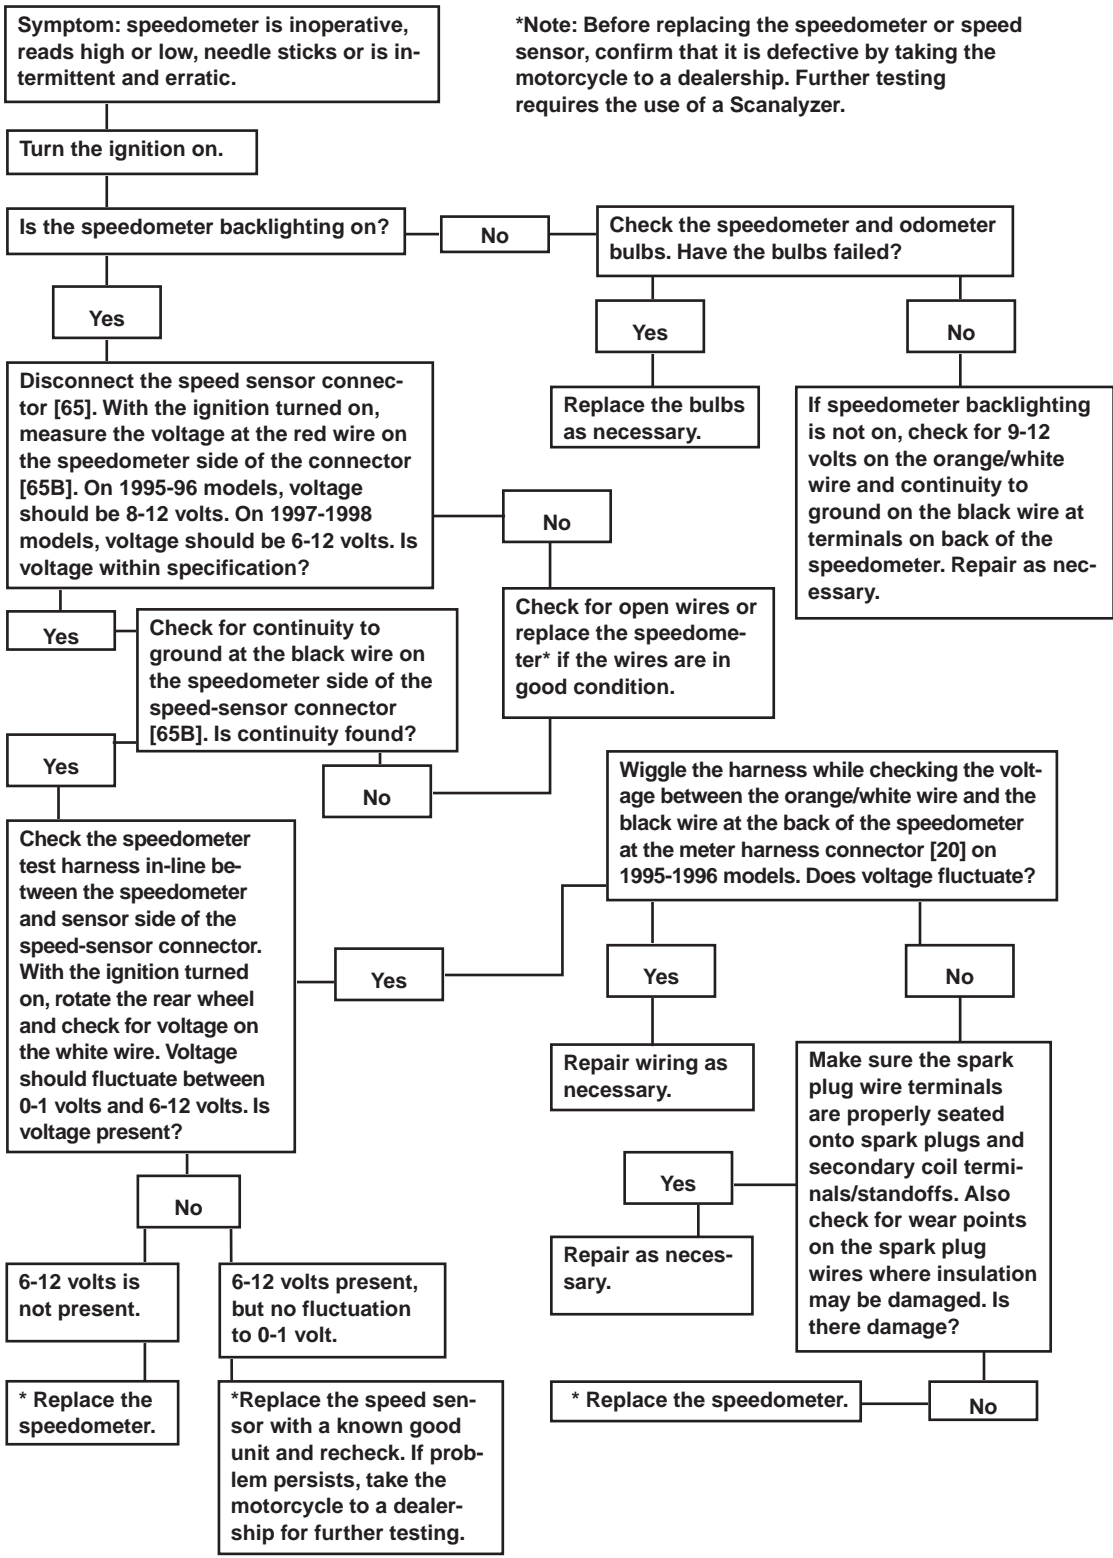 Symptom: speedometer is inoperative,
reads high or low, needle sticks or is in-
termittent and erratic.
*Note: Before replacing the speedometer or speed
sensor, confirm that it is defective by taking the
motorcycle to a dealership. Further testing
requires the use of a Scanalyzer.
Turn the ignition on.
Is the speedometer backlighting on?
No
Check the speedometer and odometer
bulbs. Have the bulbs failed?
Yes
Yes
No
Disconnect the speed sensor connec-
tor [65]. With the ignition turned on,
measure the voltage at the red wire on
the speedometer side of the connector
[65B]. On 1995-96 models, voltage
should be 8-12 volts. On 1997-1998
models, voltage should be 6-12 volts. Is
voltage within specification?
Replace the bulbs
as necessary.
If speedometer backlighting
is not on, check for 9-12
volts on the orange/white
wire and continuity to
ground on the black wire at
terminals on back of the
speedometer. Repair as nec-
essary.
No
Yes
Check for continuity to
ground at the black wire on
the speedometer side of the
speed-sensor connector
[65B]. Is continuity found?
Check for open wires or
replace the speedome-
ter* if the wires are in
good condition.
Yes
No
Wiggle the harness while checking the volt-
age between the orange/white wire and the
black wire at the back of the speedometer
at the meter harness connector [20] on
1995-1996 models. Does voltage fluctuate?
Check the speedometer
test harness in-line be-
tween the speedometer
and sensor side of the
speed-sensor connector.
With the ignition turned
on, rotate the rear wheel
and check for voltage on
the white wire. Voltage
should fluctuate between
0-1 volts and 6-12 volts. Is
voltage present?
Yes
Yes
No
Repair wiring as
necessary.
Make sure the spark
plug wire terminals
are properly seated
onto spark plugs and
secondary coil termi-
nals/standoffs. Also
check for wear points
on the spark plug
wires where insulation
may be damaged. Is
there damage?
Yes
No
Repair as neces-
sary.
6-12 volts is
not present.
6-12 volts present,
but no fluctuation
to 0-1 volt.
* Replace the
speedometer.
*Replace the speed sen-
sor with a known good
unit and recheck. If prob-
lem persists, take the
motorcycle to a dealer-
ship for further testing.
* Replace the speedometer.
No